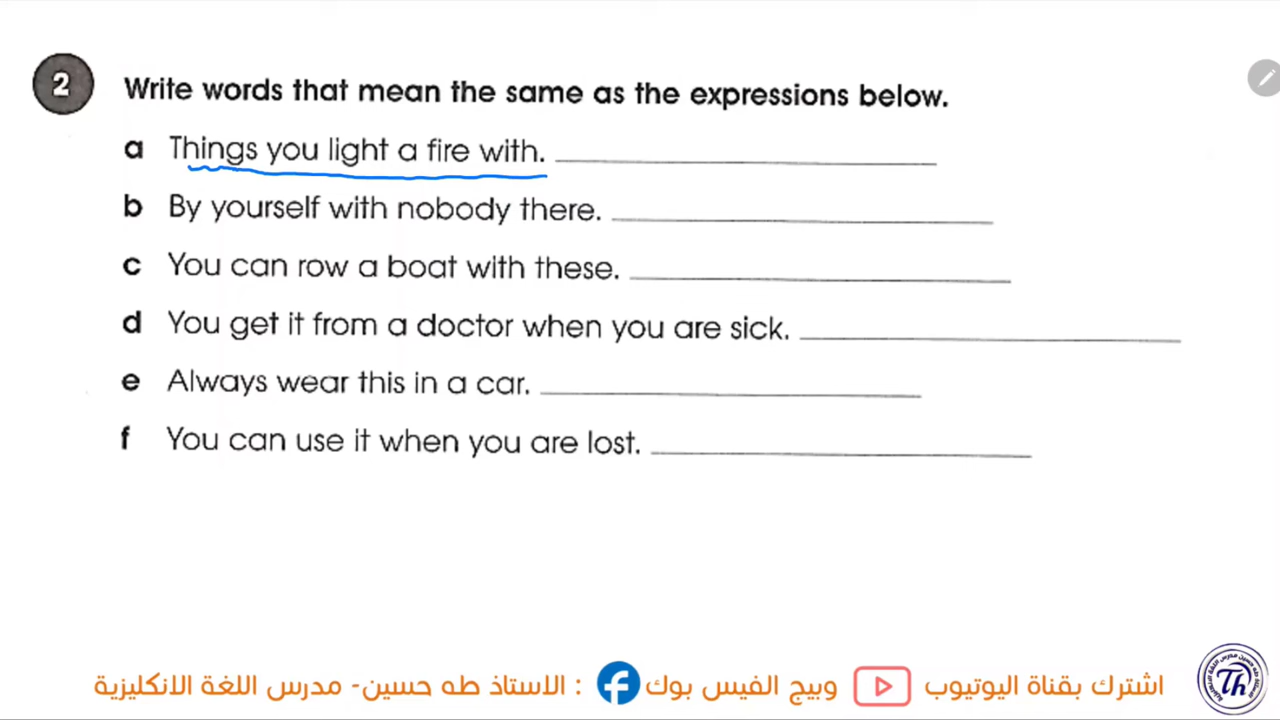 2 Write words that mean the same as the expressions below.
a Things you light a fire with.
b By yourself with nobody there.
c You can row a boat with these.
d You get it from a doctor when you are sick.
e Always wear this in a car.
f You can use it when you are lost.
اشترك بقناة اليوتيوب وبيج الفيس بوك : الاستاذ طه حسين- مدرس اللغة الانكليزية
Th